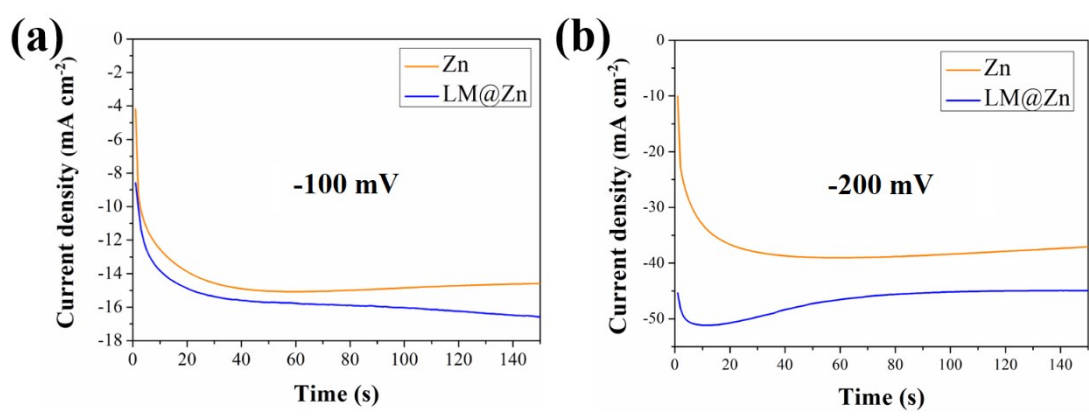 (a)
Current density (mA cm⁻²)
0
-2
-4
-6
-8
-10
-12
-14
-16
-18
Zn
LM@Zn
-100 mV
0 20 40 60 80 100 120 140
Time (s)
(b)
Current density (mA cm⁻²)
0
-10
-20
-30
-40
-50
Zn
LM@Zn
-200 mV
0 20 40 60 80 100 120 140
Time (s)